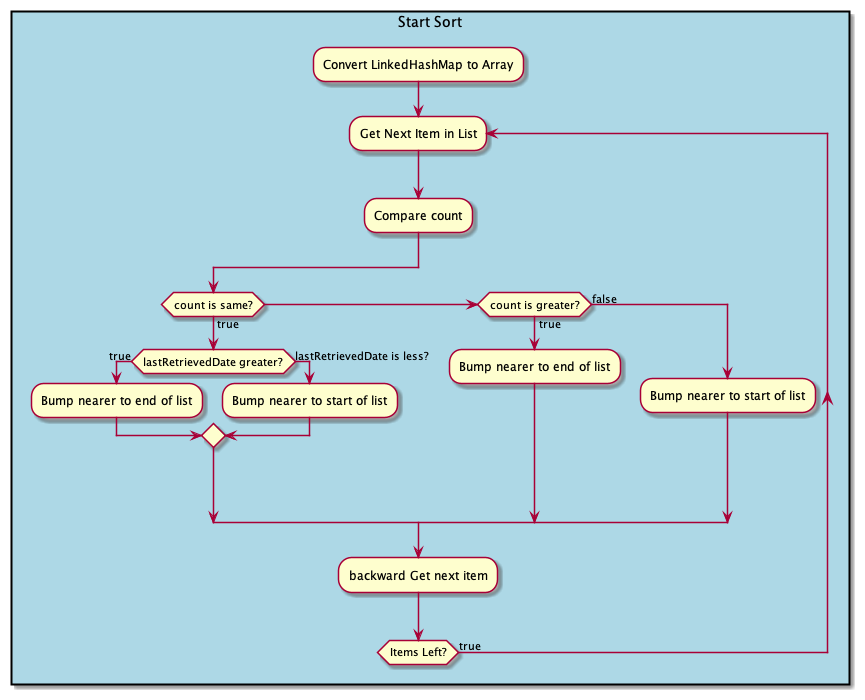 Start Sort
Convert LinkedHashMap to Array
Get Next Item in List
Compare count
count is same?
count is greater?
false
true
true
true
lastRetrievedDate greater?
lastRetrievedDate is less?
Bump nearer to end of list
Bump nearer to end of list
Bump nearer to start of list
Bump nearer to start of list
backward Get next item
Items Left?
true